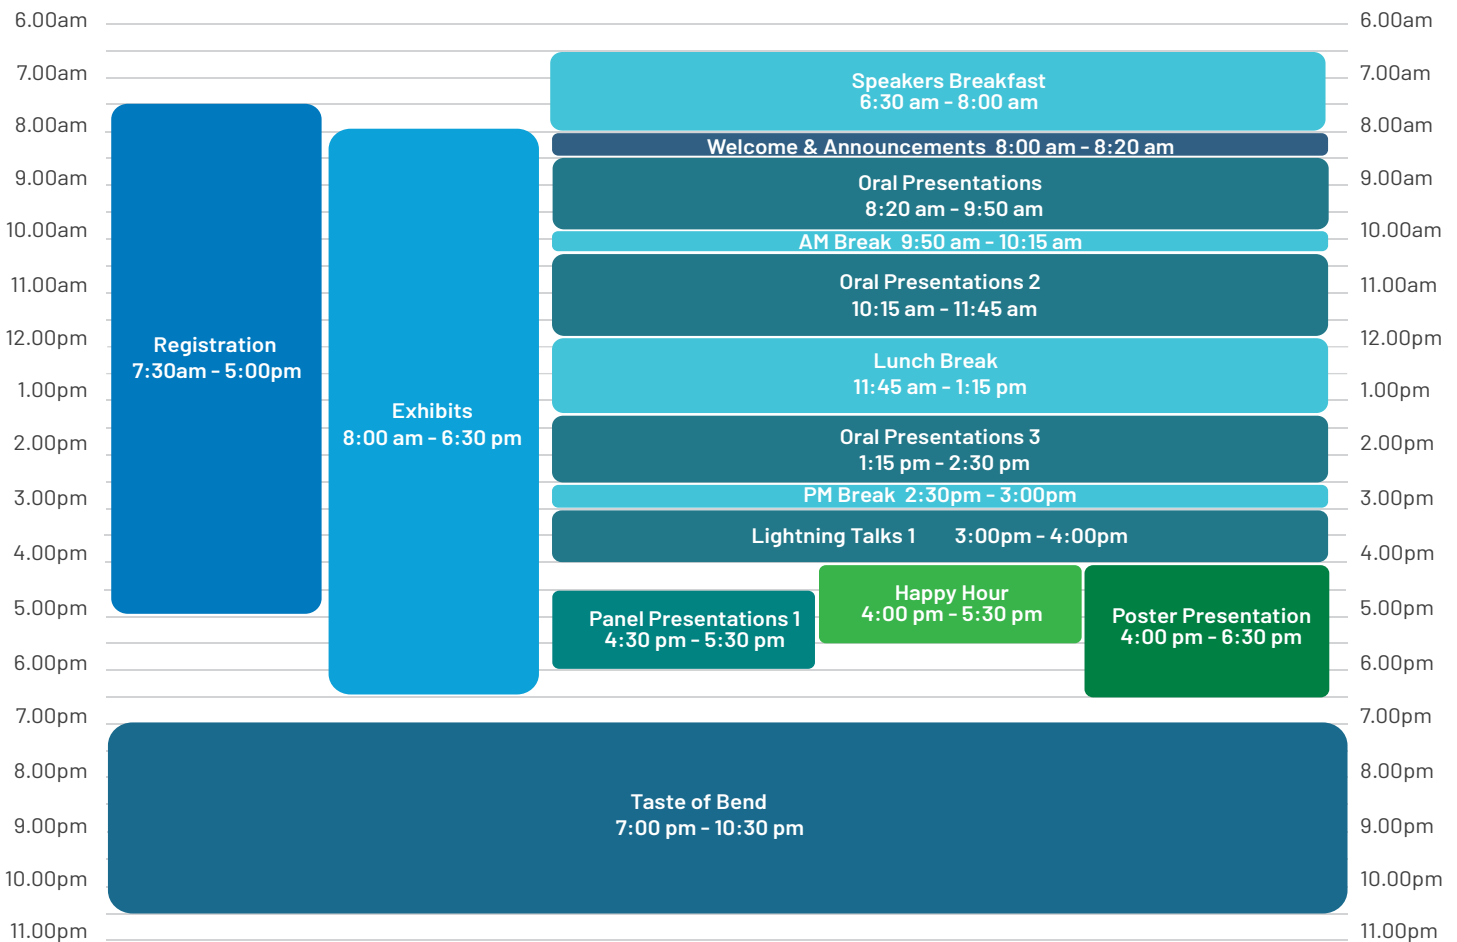 6.00am
6.00am
7.00am
Speakers Breakfast
7.00am
6:30 am - 8:00 am
8.00am
8.00am
Welcome & Announcements  8:00 am - 8:20 am
9.00am
Oral Presentations
9.00am
8:20 am - 9:50 am
10.00am
10.00am
AM Break  9:50 am - 10:15 am
11.00am
Oral Presentations 2
11.00am
10:15 am - 11:45 am
12.00pm
12.00pm
Registration
7:30am - 5:00pm
Lunch Break
11:45 am - 1:15 pm
1.00pm
1.00pm
Exhibits
8:00 am - 6:30 pm
2.00pm
Oral Presentations 3
2.00pm
1:15 pm - 2:30 pm
3.00pm
PM Break  2:30pm - 3:00pm
3.00pm
Lightning Talks 1       3:00pm - 4:00pm
4.00pm
4.00pm
5.00pm
Panel Presentations 1
4:30 pm - 5:30 pm
Happy Hour
4:00 pm - 5:30 pm
Poster Presentation
4:00 pm - 6:30 pm
5.00pm
6.00pm
6.00pm
7.00pm
7.00pm
8.00pm
8.00pm
Taste of Bend
7:00 pm - 10:30 pm
9.00pm
9.00pm
10.00pm
10.00pm
11.00pm
11.00pm